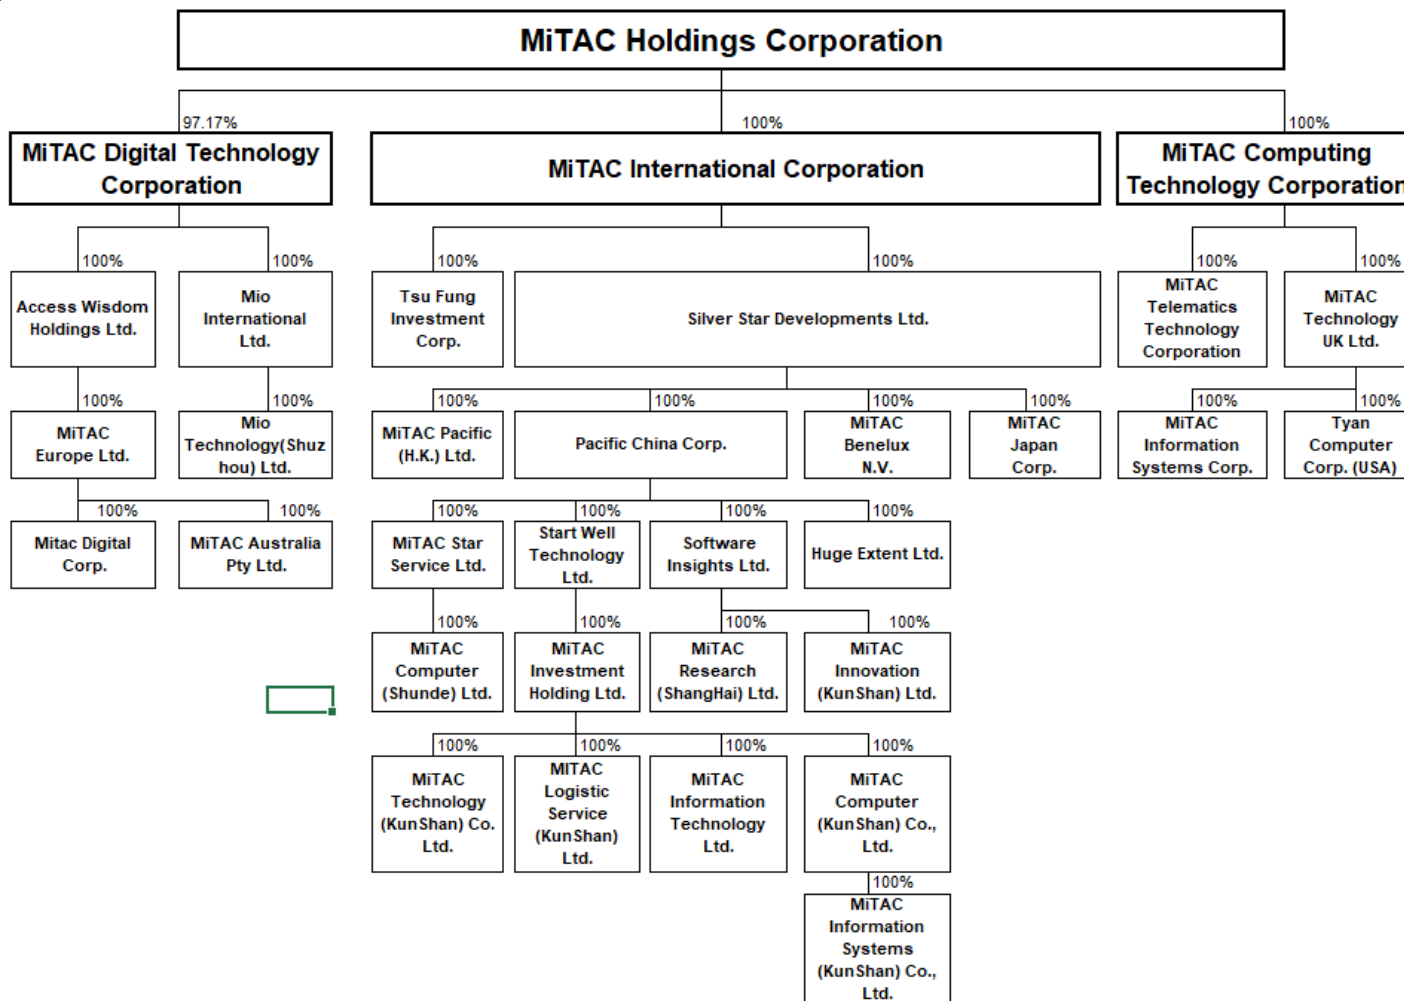 MiTAC Holdings Corporation
97.17%
100%
100%
MiTAC Digital Technology
Corporation
MiTAC International Corporation
MiTAC Computing
Technology Corporation
100%
100%
100%
100%
100%
100%
Access Wisdom
Holdings Ltd.
Mio
International
Ltd.
Tsu Fung
Investment
Corp.
Silver Star Developments Ltd.
MiTAC
Telematics
Technology
Corporation
MiTAC
Technology
UK Ltd.
100%
100%
100%
100%
100%
100%
100%
100%
MiTAC
Europe Ltd.
Mio
Technology(Shuz
hou) Ltd.
MiTAC Pacific
(H.K.) Ltd.
Pacific China Corp.
MiTAC
Benelux
N.V.
MiTAC
Japan
Corp.
MiTAC
Information
Systems Corp.
Tyan
Computer
Corp. (USA)
100%
100%
100%
100%
100%
100%
Mitac Digital
Corp.
MiTAC Australia
Pty Ltd.
MiTAC Star
Service Ltd.
Start Well
Technology
Ltd.
Software
Insights Ltd.
Huge Extent Ltd.
100%
100%
100%
100%
MiTAC
Computer
(Shunde) Ltd.
MiTAC
Investment
Holding Ltd.
MiTAC
Research
(ShangHai) Ltd.
MiTAC
Innovation
(KunShan) Ltd.
100%
100%
100%
100%
MiTAC
Technology
(KunShan) Co.
Ltd.
MITAC
Logistic
Service
(KunShan)
Ltd.
MiTAC
Information
Technology
Ltd.
MiTAC
Computer
(KunShan) Co.,
Ltd.
100%
MiTAC
Information
Systems
(KunShan) Co.,
Ltd.